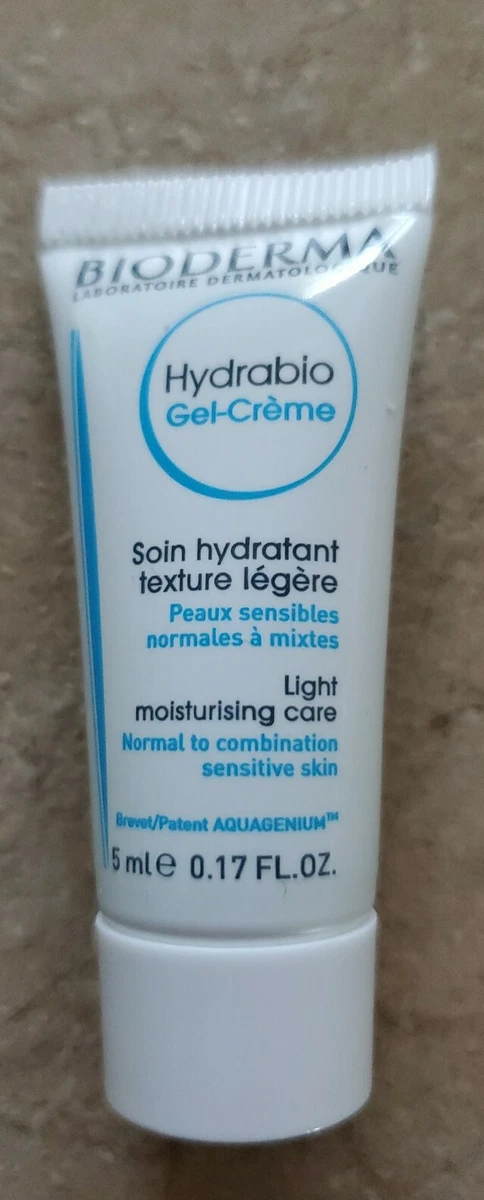 BIODERMA
LABORATOIRE DERMATOLOGIQUE
Hydrabio
Gel-Crème
Soin hydratant
texture légère
Peaux sensibles
normales à mixtes
Light
moisturising care
Normal to combination
sensitive skin
Brevet/Patent AQUAGENIUM™
5 ml e 0.17 FL.OZ.